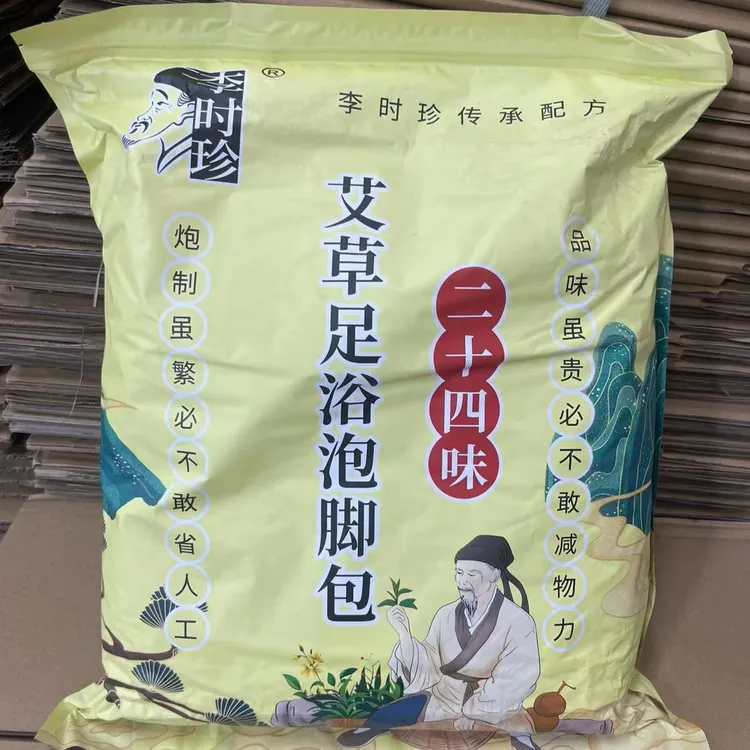 李时珍
®
李时珍传承配方
艾草足浴泡脚包
二十四味
炮制虽繁必不敢省人工
品味虽贵必不敢减物力